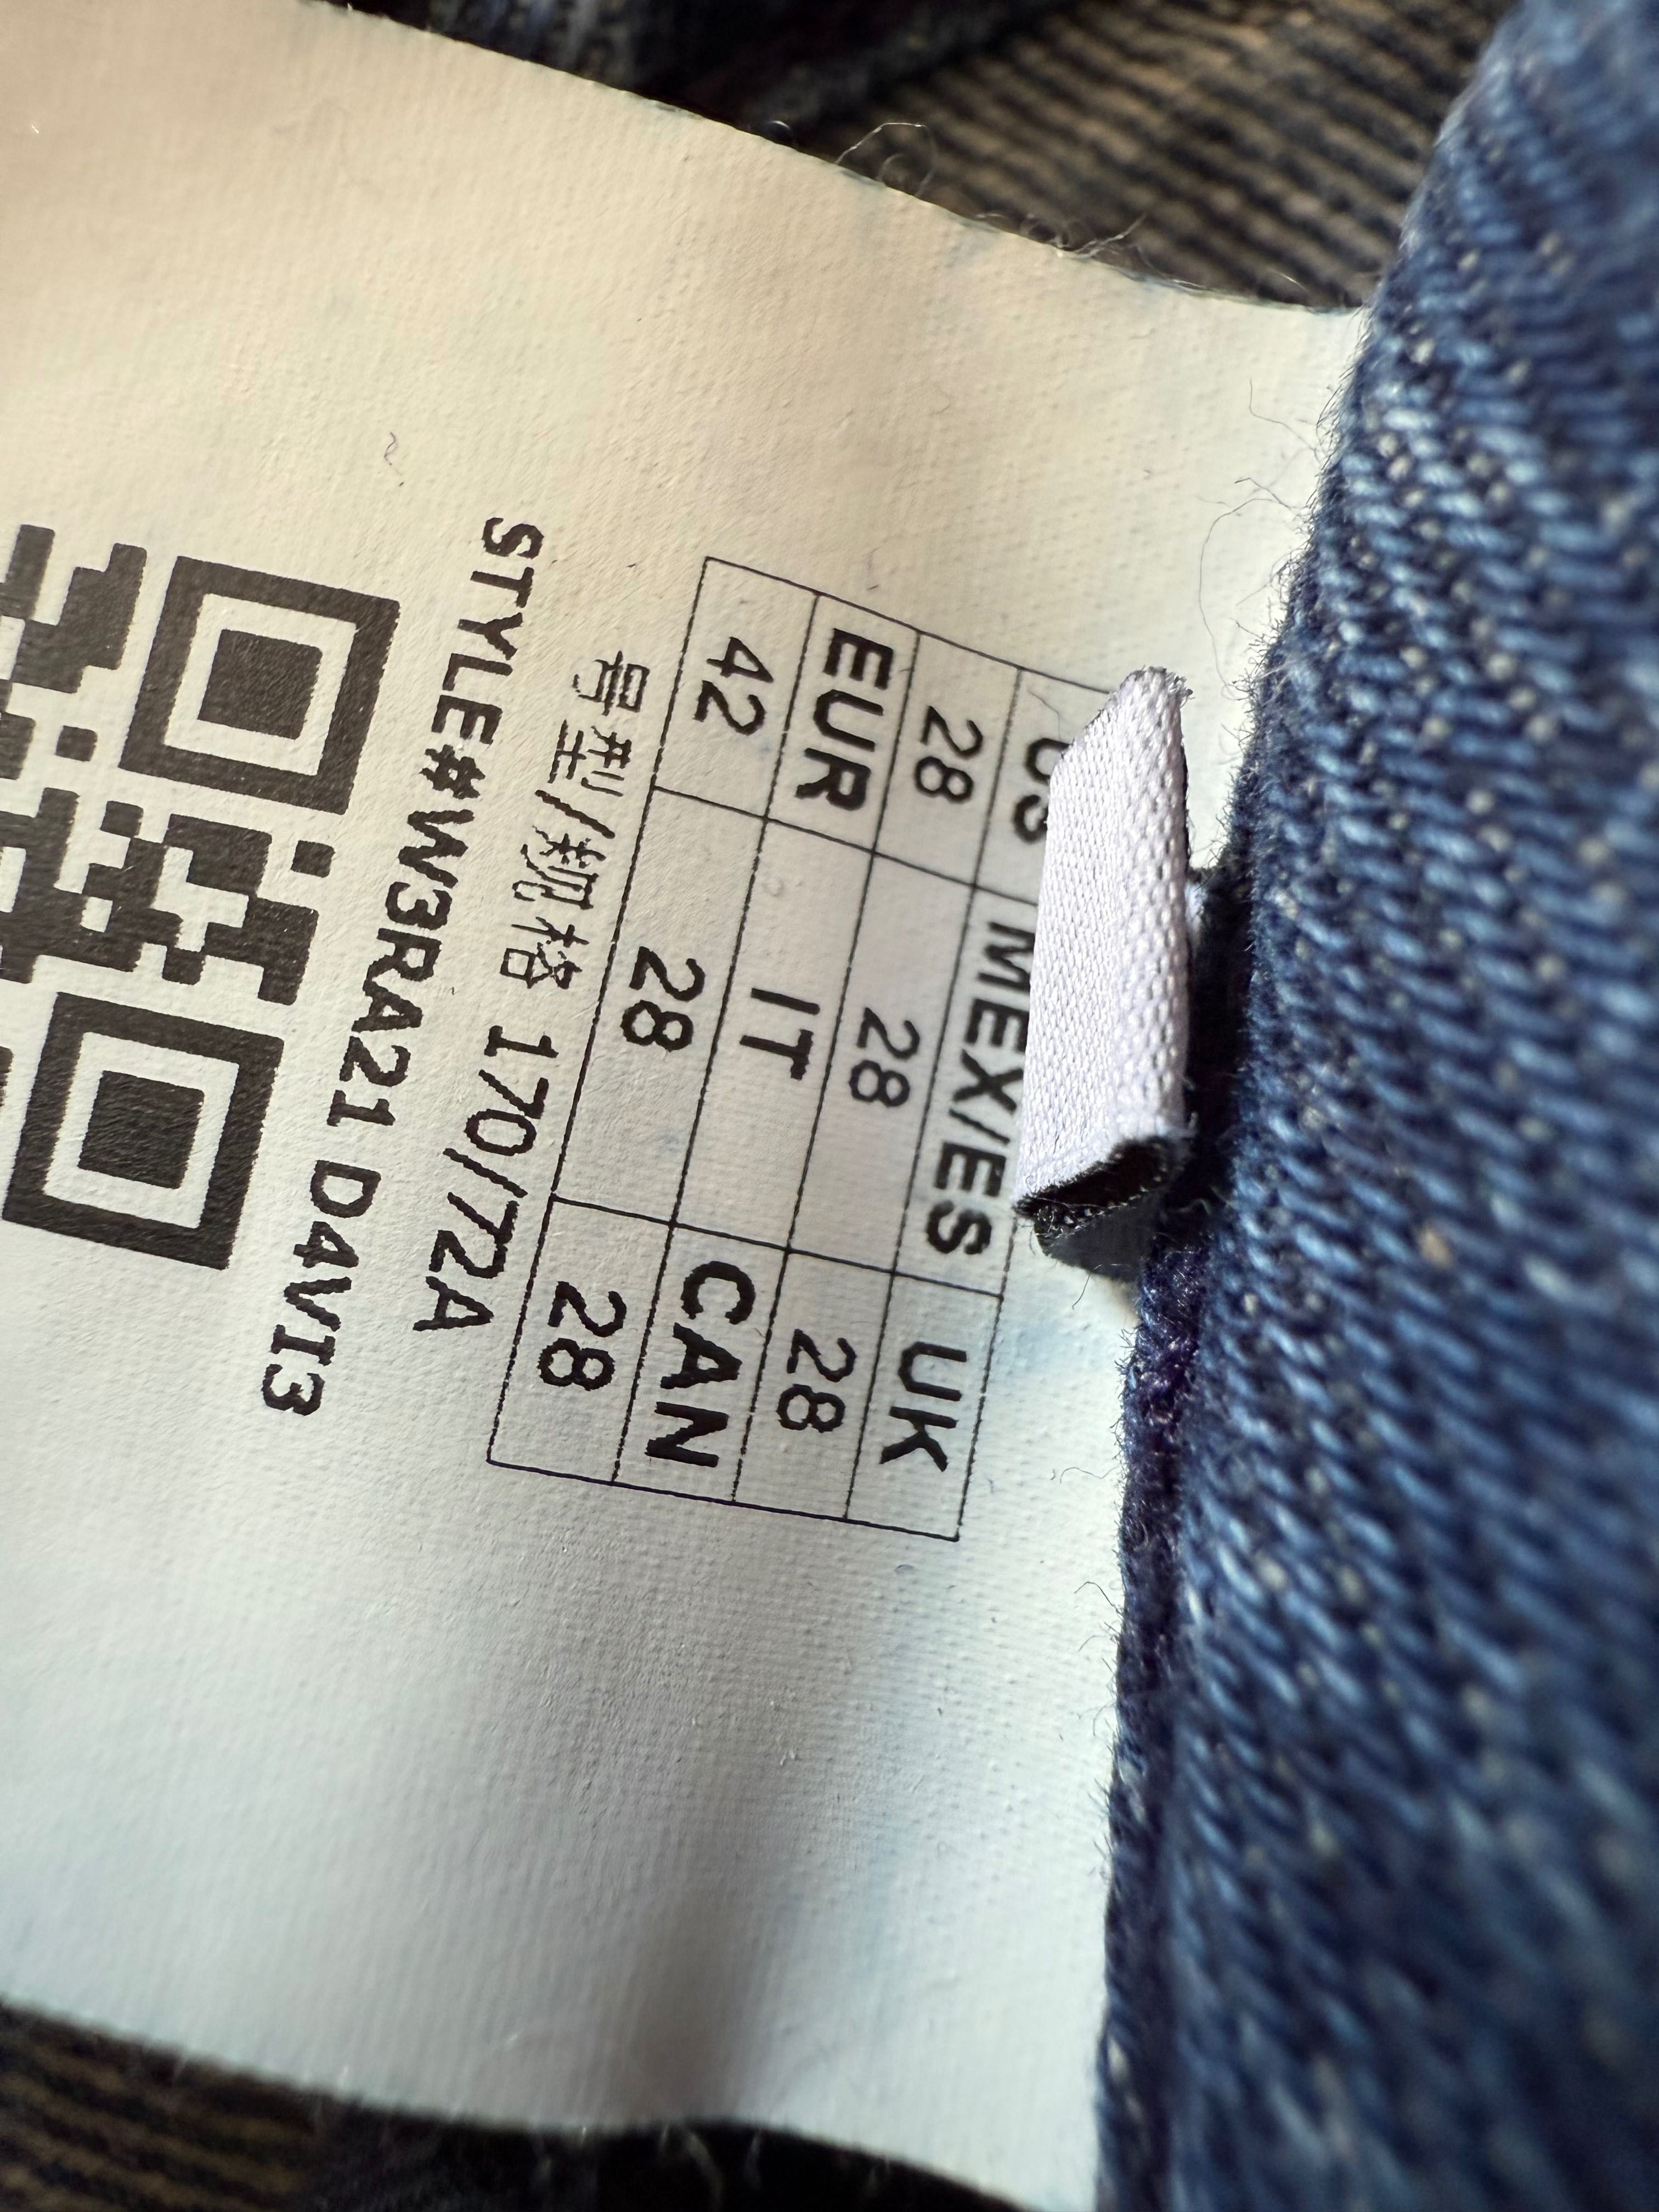 US MEX/ES UK
28 28 28
EUR IT CAN
42 28 28
号型/规格 170/72A
STYLE#W3RA21 D4VI3